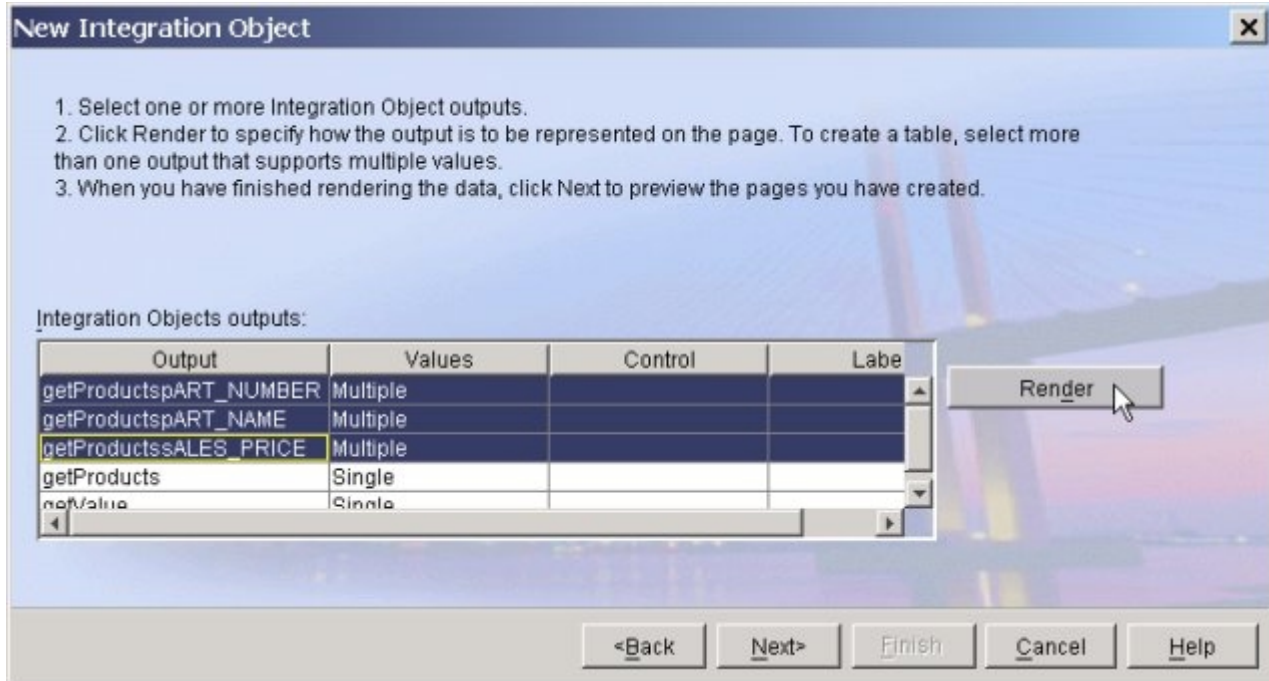 New Integration Object
1. Select one or more Integration Object outputs.
2. Click Render to specify how the output is to be represented on the page. To create a table, select more
than one output that supports multiple values.
3. When you have finished rendering the data, click Next to preview the pages you have created.
Integration Objects outputs:
Output Values Control Labe
getProductspART_NUMBER Multiple
getProductspART_NAME Multiple
getProductssALES_PRICE Multiple
getProducts Single
getValue Single
Render
<Back Next> Finish Cancel Help